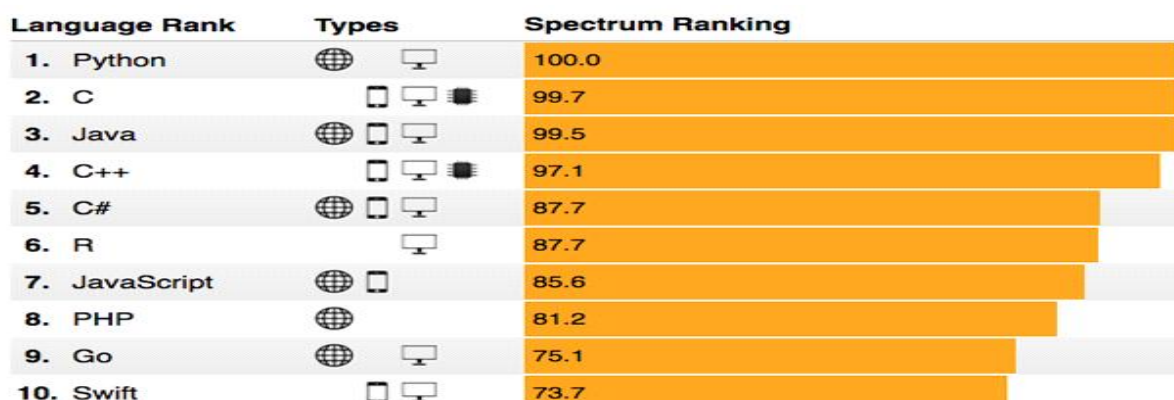 Language Rank Types Spectrum Ranking
1. Python 100.0
2. C 99.7
3. Java 99.5
4. C++ 97.1
5. C# 87.7
6. R 87.7
7. JavaScript 85.6
8. PHP 81.2
9. Go 75.1
10. Swift 73.7